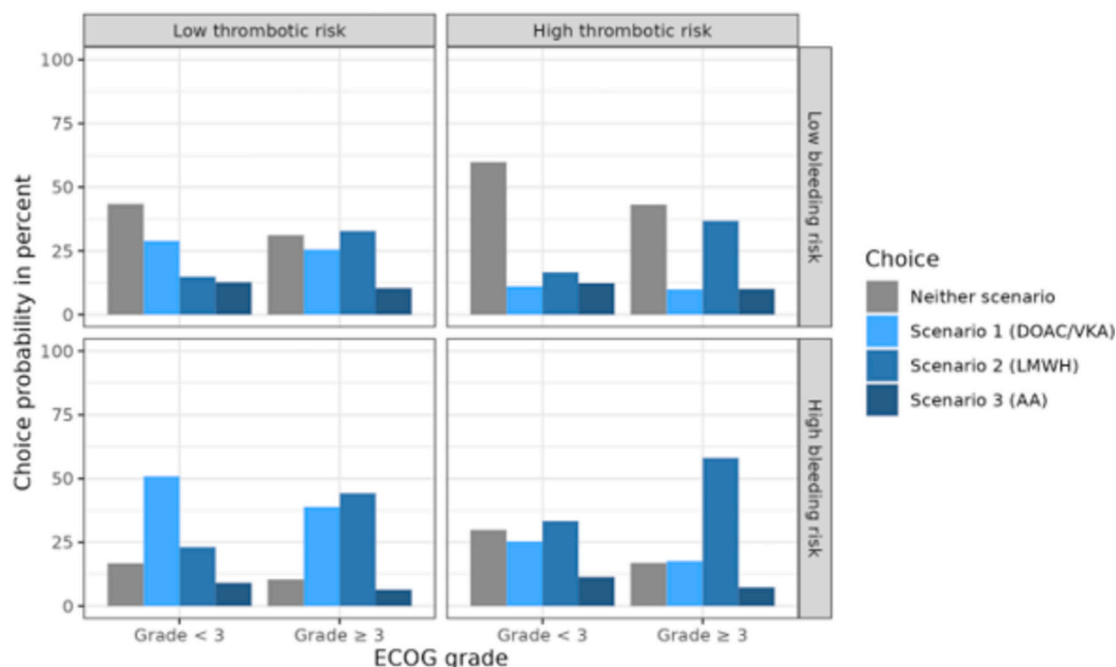 Low thrombotic risk
High thrombotic risk
100
75
50
25
0
Low bleeding risk
100
75
50
25
0
High bleeding risk
Choice probability in percent
Grade < 3
Grade ≥ 3
Grade < 3
Grade ≥ 3
ECOG grade
Choice
Neither scenario
Scenario 1 (DOAC/VKA)
Scenario 2 (LMWH)
Scenario 3 (AA)